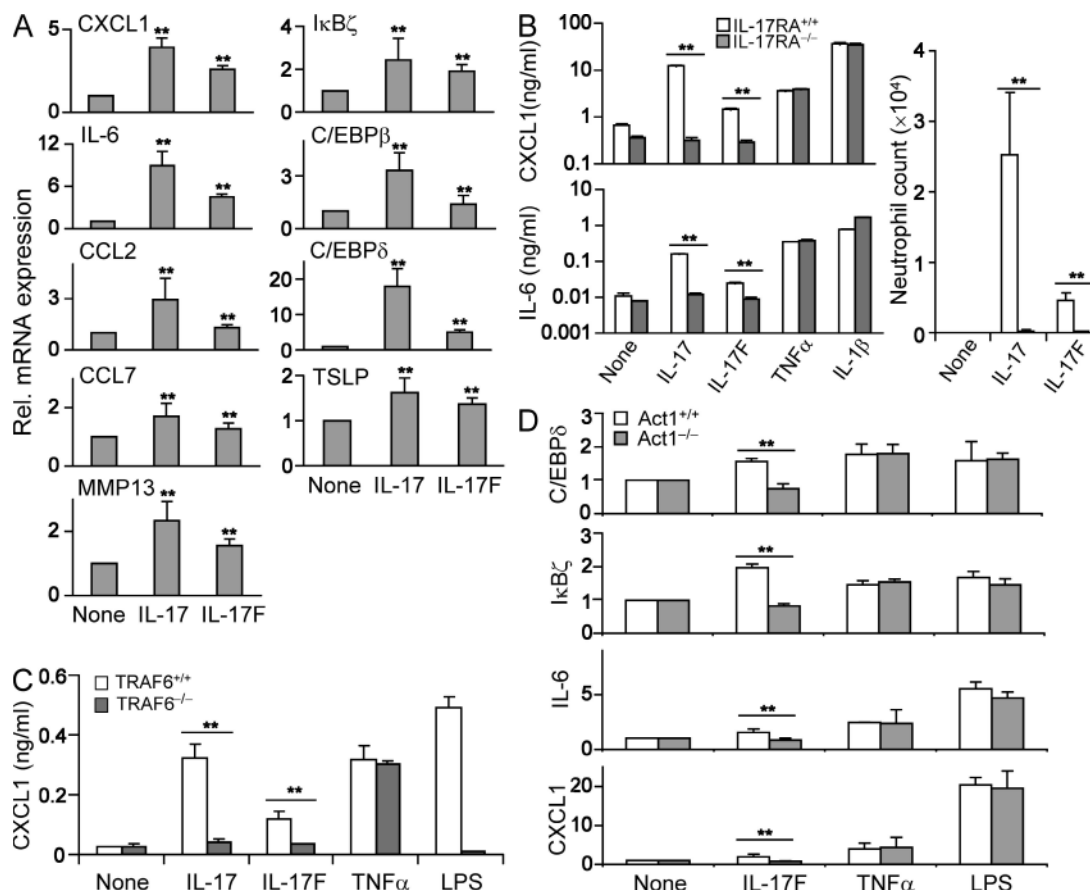 A
Rel. mRNA expression
CXCL1
5
3
0
**
**
IL-6
12
6
0
**
**
CCL2
3
0
**
**
CCL7
2
0
**
**
MMP13
2
0
**
**
None IL-17 IL-17F
IκBζ
4
2
0
**
**
C/EBPβ
3
0
**
**
C/EBPδ
20
10
0
**
**
TSLP
2
1
0
**
**
None IL-17 IL-17F
B
IL-17RA+/+
IL-17RA−/−
CXCL1(ng/ml)
100
10
1
0.1
**
**
IL-6 (ng/ml)
10
1
0.1
0.01
0.001
**
**
None IL-17 IL-17F TNFα IL-1β
Neutrophil count (×10⁴)
4
3
2
1
0
**
**
None IL-17 IL-17F
C
TRAF6+/+
TRAF6−/−
CXCL1 (ng/ml)
0.6
0.4
0.2
0
**
**
None IL-17 IL-17F TNFα LPS
D
Act1+/+
Act1−/−
C/EBPδ
3
2
1
0
**
IκBζ
3
2
1
0
**
IL-6
5
0
**
CXCL1
20
10
0
**
None IL-17F TNFα LPS